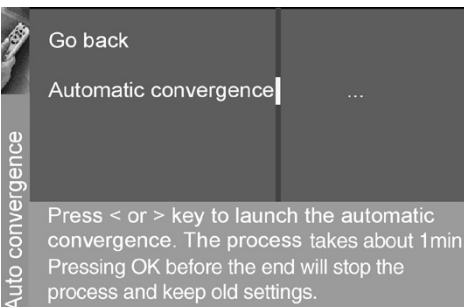 Go back
Automatic convergence ...
Auto convergence
Press < or > key to launch the automatic
convergence. The process takes about 1min
Pressing OK before the end will stop the
process and keep old settings.